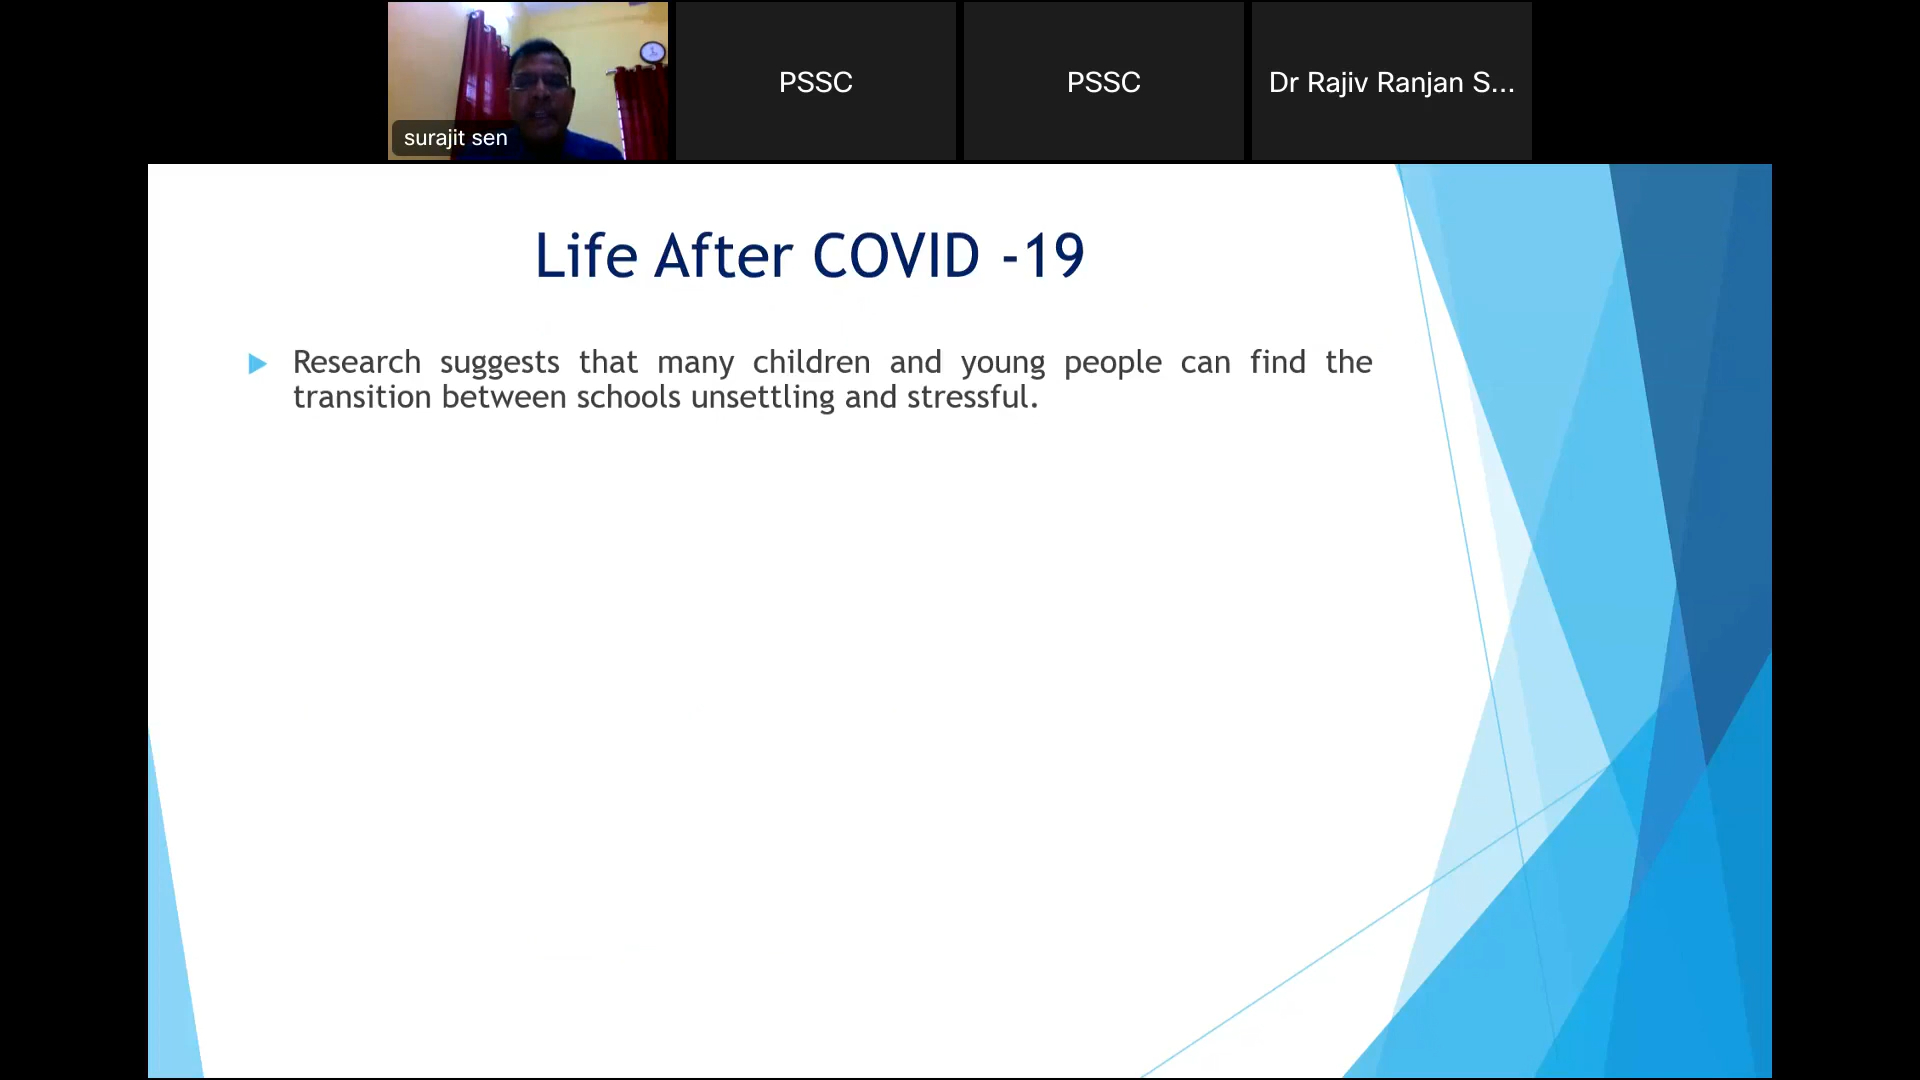 surajit sen
PSSC
PSSC
Dr Rajiv Ranjan S...
Life After COVID -19
Research suggests that many children and young people can find the
transition between schools unsettling and stressful.